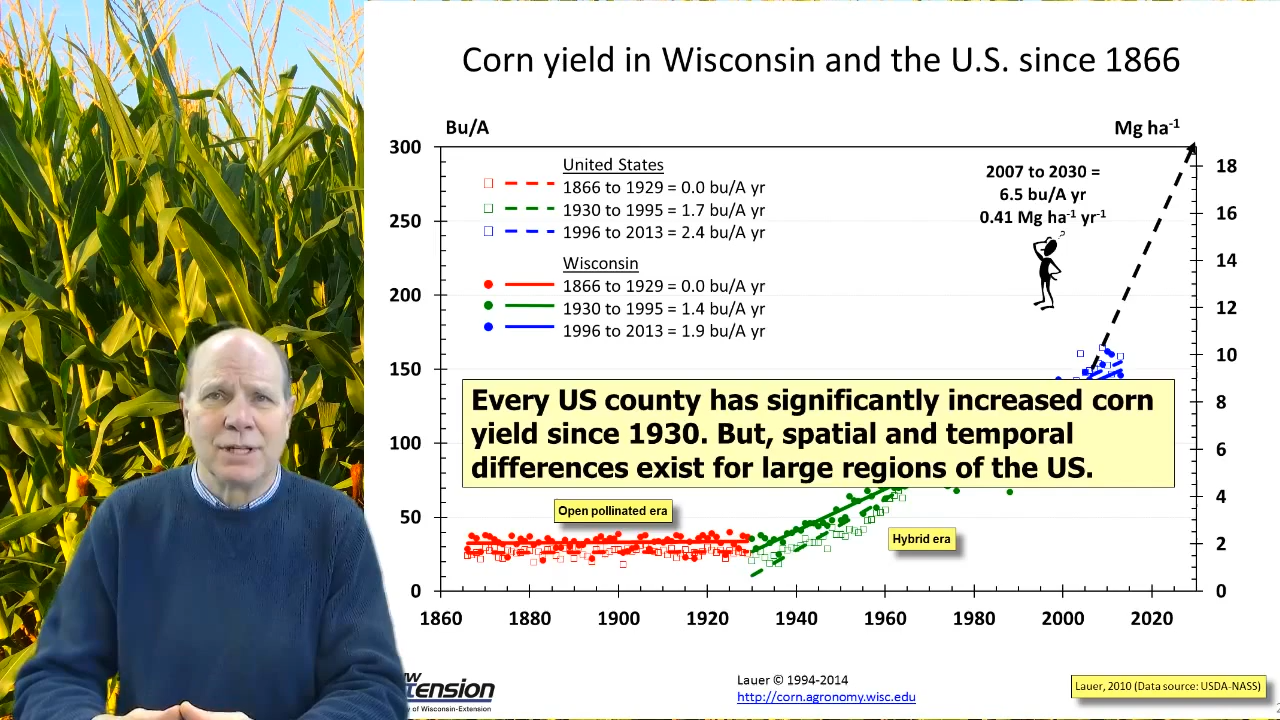 Corn yield in Wisconsin and the U.S. since 1866
Bu/A
Mg ha-1
300
250
200
150
100
50
0
18
16
14
12
10
8
6
4
2
0
United States
1866 to 1929 = 0.0 bu/A yr
1930 to 1995 = 1.7 bu/A yr
1996 to 2013 = 2.4 bu/A yr
Wisconsin
1866 to 1929 = 0.0 bu/A yr
1930 to 1995 = 1.4 bu/A yr
1996 to 2013 = 1.9 bu/A yr
2007 to 2030 =
6.5 bu/A yr
0.41 Mg ha-1 yr-1
Every US county has significantly increased corn
yield since 1930. But, spatial and temporal
differences exist for large regions of the US.
Open pollinated era
Hybrid era
1860 1880 1900 1920 1940 1960 1980 2000 2020
tension
of Wisconsin-Extension
Lauer © 1994-2014
http://corn.agronomy.wisc.edu
Lauer, 2010 (Data source: USDA-NASS)